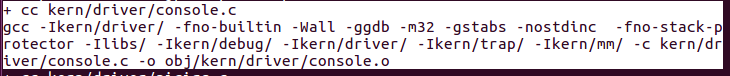 + cc kern/driver/console.c
gcc -Ikern/driver/ -fno-builtin -Wall -ggdb -m32 -gstabs -nostdinc  -fno-stack-p
rotector -Ilibs/ -Ikern/debug/ -Ikern/driver/ -Ikern/trap/ -Ikern/mm/ -c kern/dr
iver/console.c -o obj/kern/driver/console.o